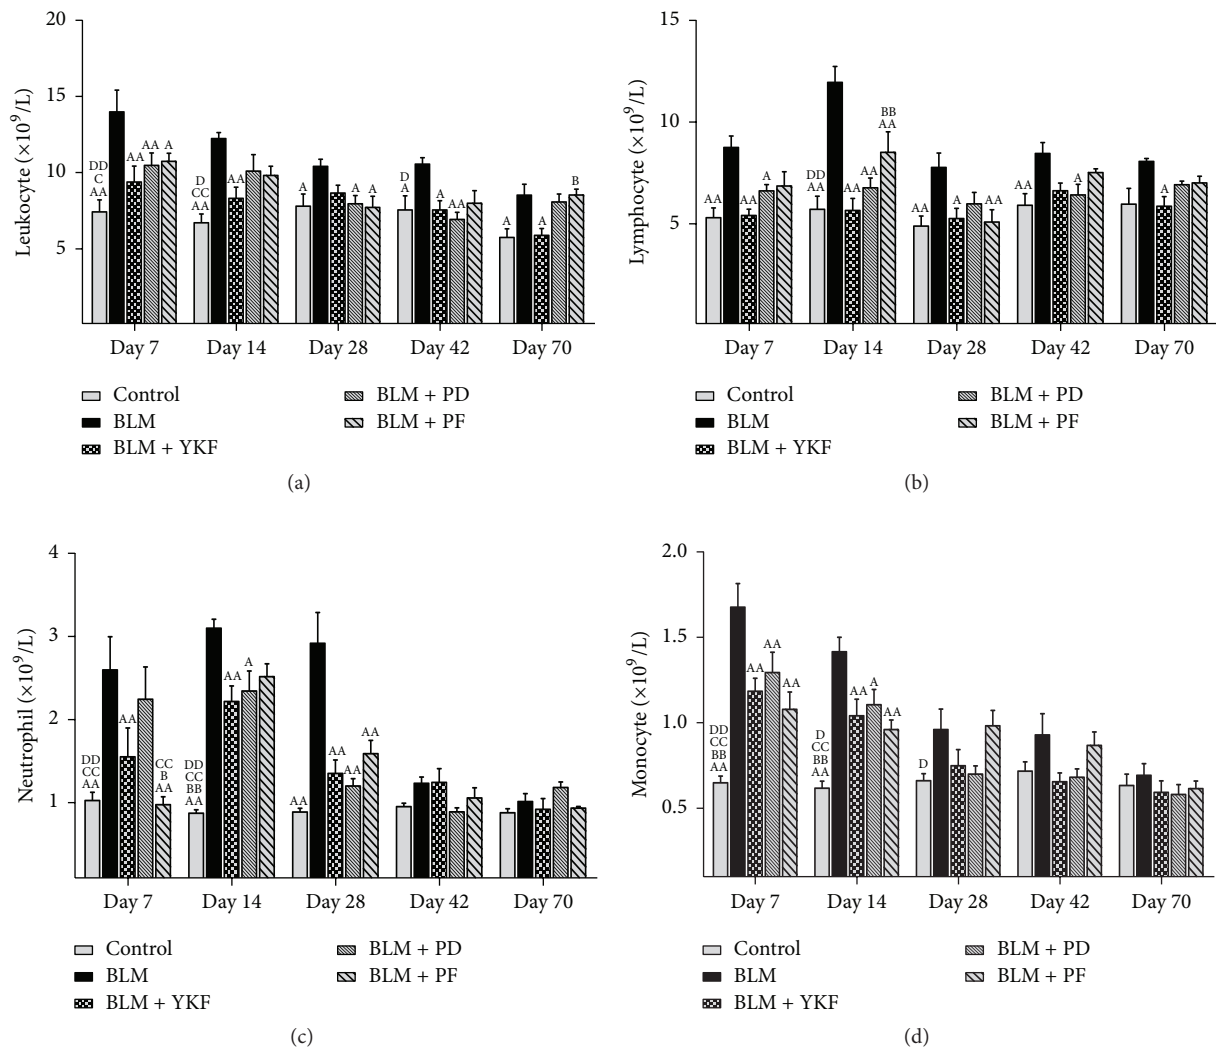 20
15
10
5
Leukocyte (×10⁹/L)
DD
C
AA
AA
AA
A
D
CC
AA
AA
A
A
A
D
A
A
AA
A
A
B
Day 7
Day 14
Day 28
Day 42
Day 70
Control
BLM
BLM + YKF
BLM + PD
BLM + PF
(a)
15
10
5
Lymphocyte (×10⁹/L)
AA
AA
A
DD
AA
AA
AA
BB
AA
AA
A
AA
AA
A
A
Day 7
Day 14
Day 28
Day 42
Day 70
Control
BLM
BLM + YKF
BLM + PD
BLM + PF
(b)
4
3
2
1
Neutrophil (×10⁹/L)
DD
CC
AA
AA
CC
B
AA
DD
CC
BB
AA
AA
A
AA
AA
AA
AA
Day 7
Day 14
Day 28
Day 42
Day 70
Control
BLM
BLM + YKF
BLM + PD
BLM + PF
(c)
2.0
1.5
1.0
0.5
Monocyte (×10⁹/L)
DD
CC
BB
AA
AA
AA
AA
D
CC
BB
AA
AA
A
AA
D
Day 7
Day 14
Day 28
Day 42
Day 70
Control
BLM
BLM + YKF
BLM + PD
BLM + PF
(d)